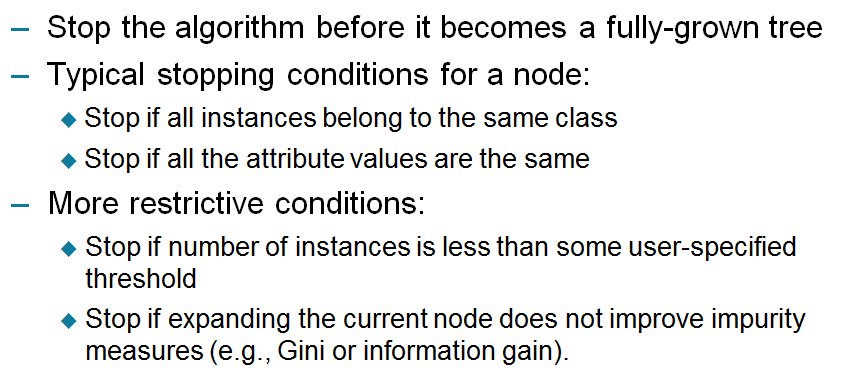 – Stop the algorithm before it becomes a fully-grown tree
– Typical stopping conditions for a node:
◆ Stop if all instances belong to the same class
◆ Stop if all the attribute values are the same
– More restrictive conditions:
◆ Stop if number of instances is less than some user-specified
threshold
◆ Stop if expanding the current node does not improve impurity
measures (e.g., Gini or information gain).